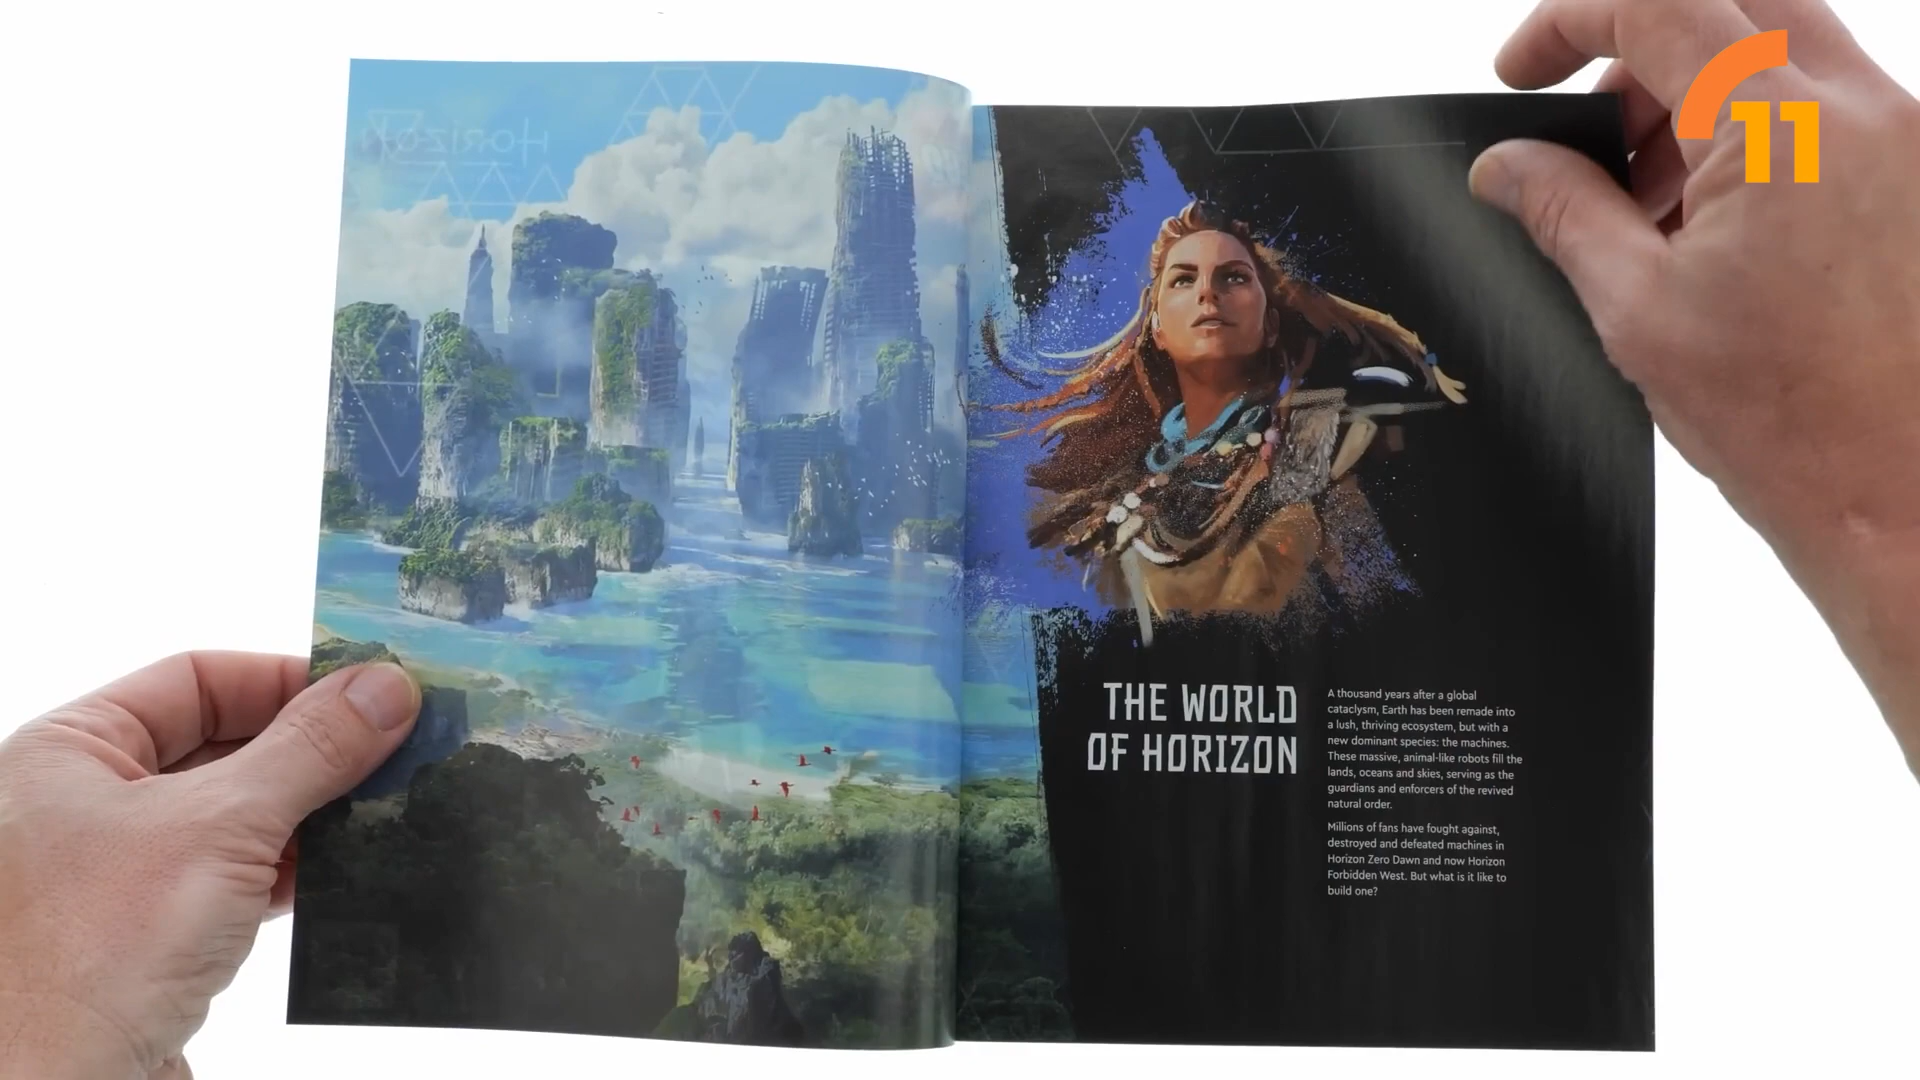 HORIZON
11
THE WORLD
OF HORIZON
A thousand years after a global
cataclysm, Earth has been remade into
a lush, thriving ecosystem, but with a
new dominant species: the machines.
These massive, animal-like robots fill the
lands, oceans and skies, serving as the
guardians and enforcers of the revived
natural order.
Millions of fans have fought against,
destroyed and defeated machines in
Horizon Zero Dawn and now Horizon
Forbidden West. But what is it like to
build one?